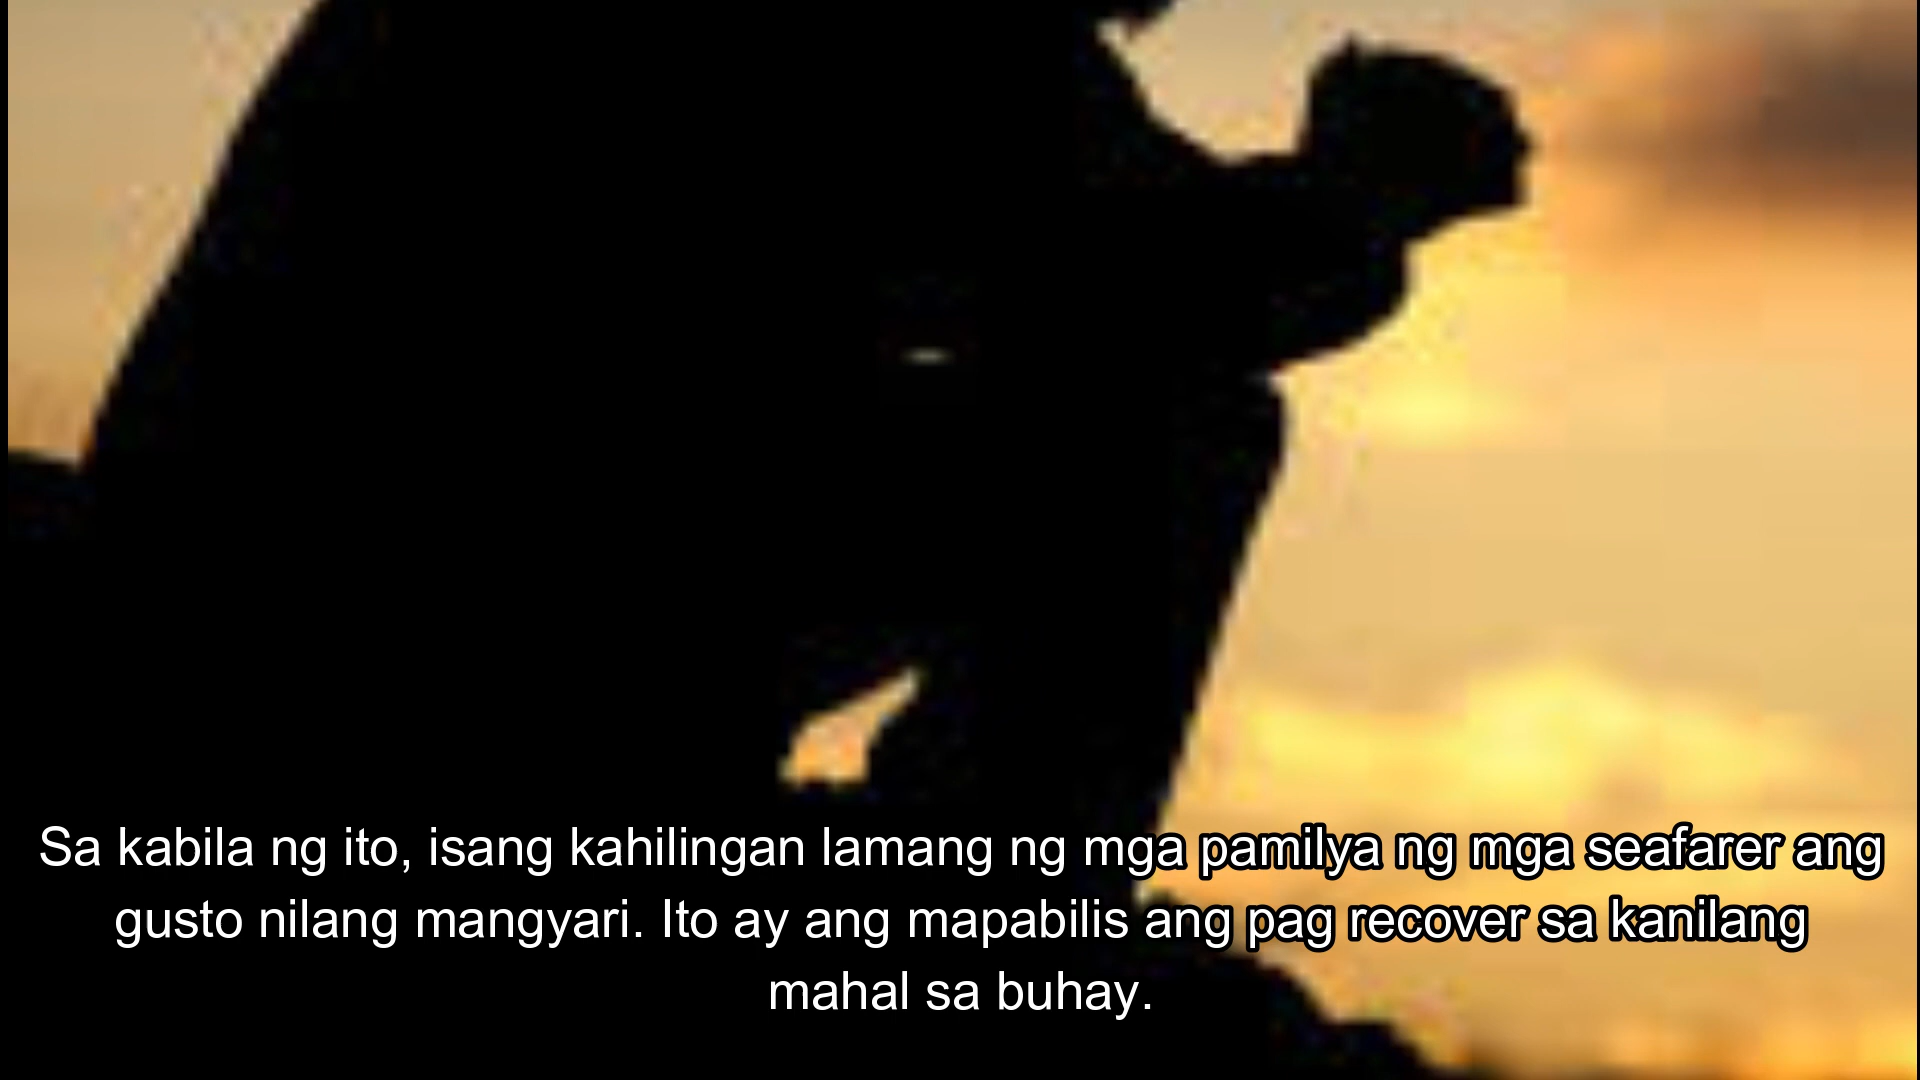 Sa kabila ng ito, isang kahilingan lamang ng mga pamilya ng mga seafarer ang
gusto nilang mangyari. Ito ay ang mapabilis ang pag recover sa kanilang
mahal sa buhay.